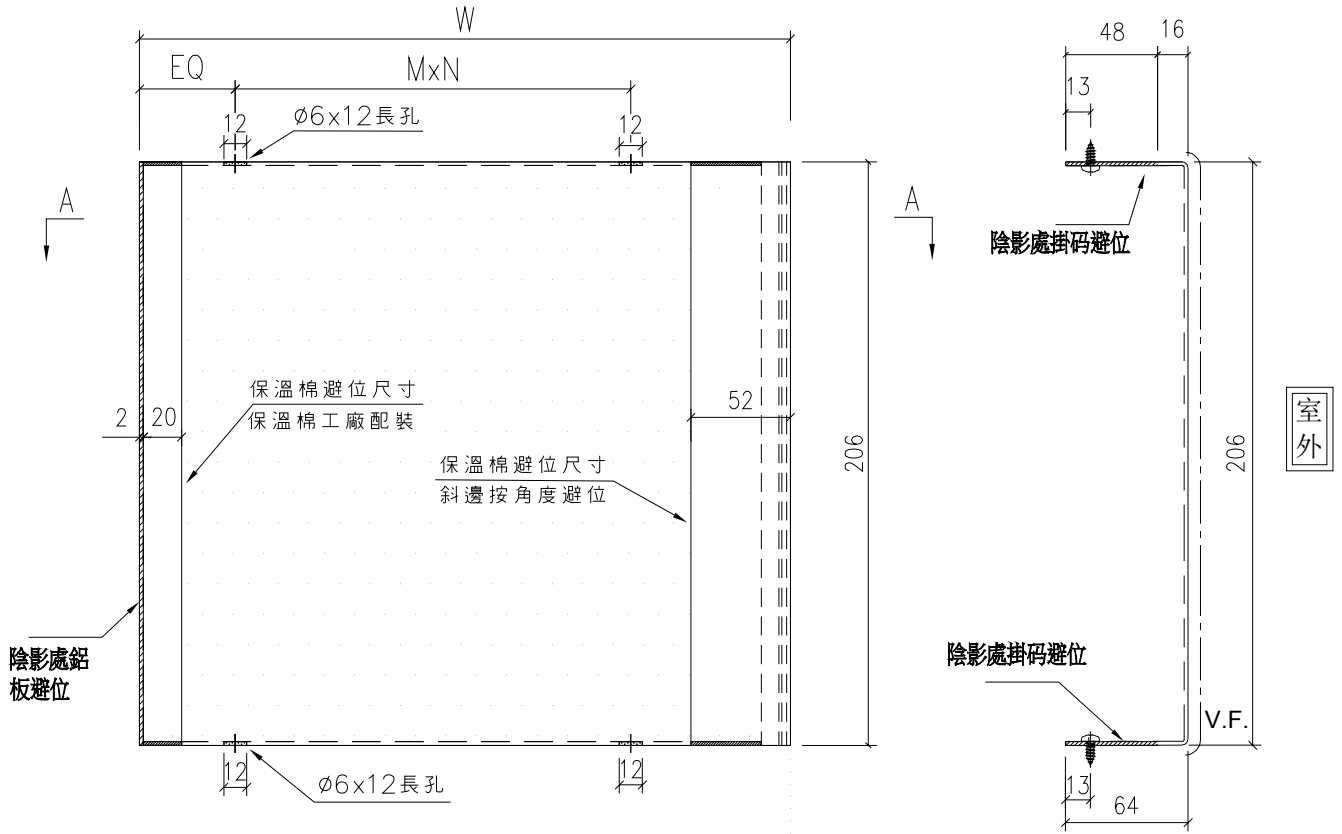 W
48
16
EQ
MxN
13
12
Ø6x12長孔
12
A
A
陰影處掛码避位
保溫棉避位尺寸
保溫棉工廠配裝
2
20
52
室
外
206
206
保溫棉避位尺寸
斜邊按角度避位
陰影處鋁
板避位
陰影處掛码避位
V.F.
12
Ø6x12長孔
12
13
64